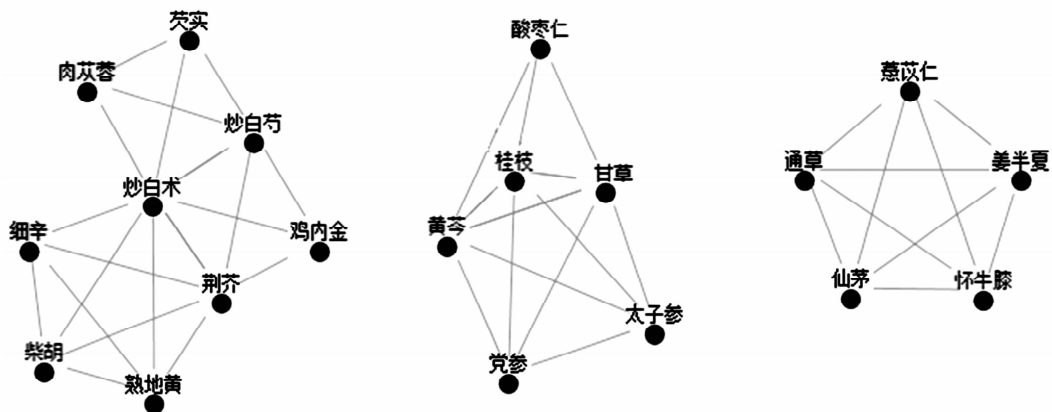 芡实
肉苁蓉
炒白芍
炒白术
细辛
鸡内金
荆芥
柴胡
熟地黄
酸枣仁
桂枝
甘草
黄芩
太子参
党参
薏苡仁
通草
姜半夏
仙茅
怀牛膝